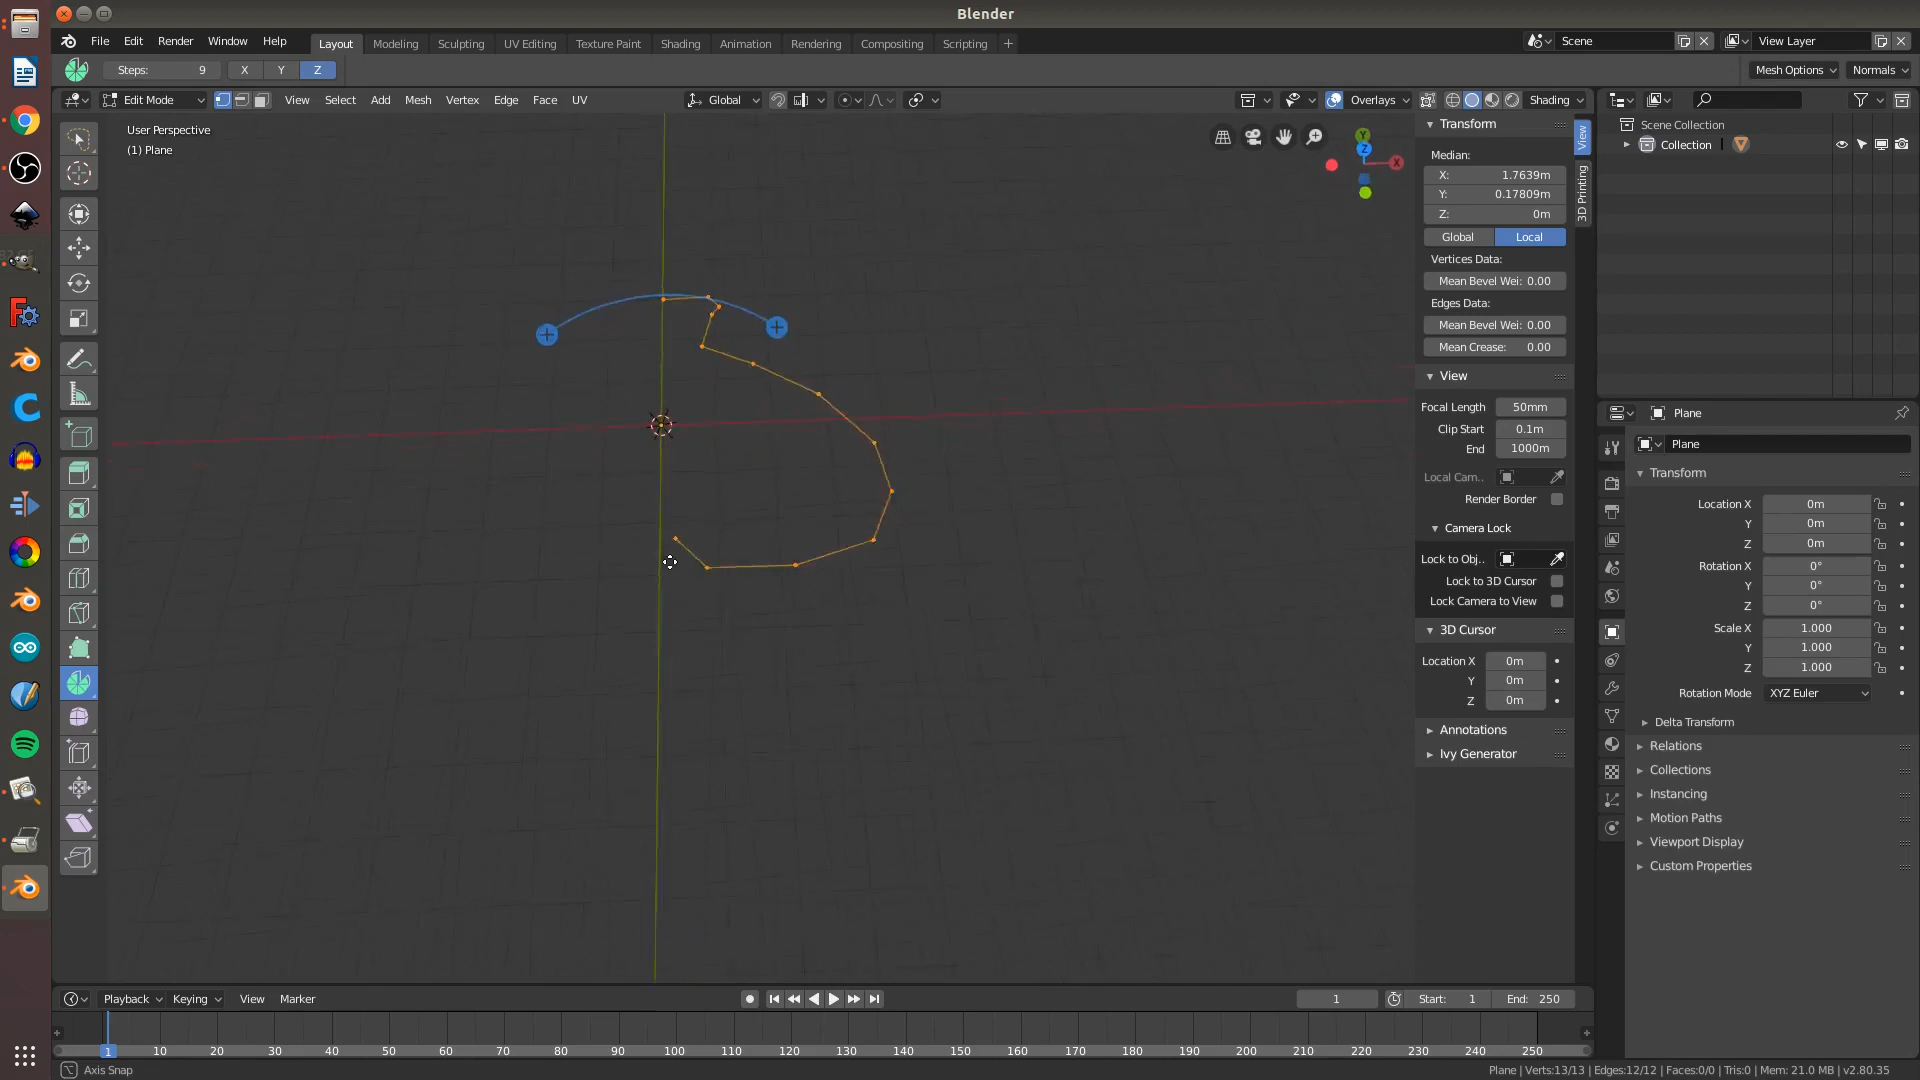 Blender
File Edit Render Window Help Layout Modeling Sculpting UV Editing Texture Paint Shading Animation Rendering Compositing Scripting + Scene View Layer
Steps: 9 X Y Z Mesh Options Normals
Edit Mode View Select Add Mesh Vertex Edge Face UV Global Overlays Shading
User Perspective
(1) Plane
Y
Z
X
Transform
Median:
X: 1.7639m
Y: 0.17809m
Z: 0m
Global Local
Vertices Data:
Mean Bevel Wei: 0.00
Edges Data:
Mean Bevel Wei: 0.00
Mean Crease: 0.00
View
Focal Length 50mm
Clip Start 0.1m
End 1000m
Local Cam..
Render Border
Camera Lock
Lock to Obj..
Lock to 3D Cursor
Lock Camera to View
3D Cursor
Location X 0m
Y 0m
Z 0m
Annotations
Ivy Generator
View
3D Printing
Scene Collection
Collection
Plane
Plane
Transform
Location X 0m
Y 0m
Z 0m
Rotation X 0°
Y 0°
Z 0°
Scale X 1.000
Y 1.000
Z 1.000
Rotation Mode XYZ Euler
Delta Transform
Relations
Collections
Instancing
Motion Paths
Viewport Display
Custom Properties
Playback Keying View Marker 1 Start: 1 End: 250
1 10 20 30 40 50 60 70 80 90 100 110 120 130 140 150 160 170 180 190 200 210 220 230 240 250
Axis Snap Plane | Verts:13/13 | Edges:12/12 | Faces:0/0 | Tris:0 | Mem: 21.0 MB | v2.80.35